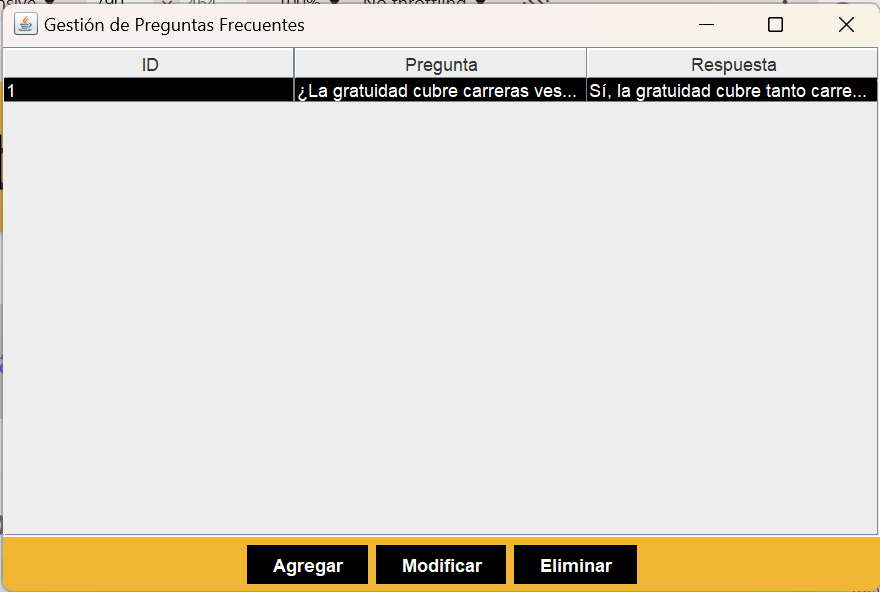 Gestión de Preguntas Frecuentes
ID Pregunta Respuesta
1 ¿La gratuidad cubre carreras ves... Sí, la gratuidad cubre tanto carre...
Agregar Modificar Eliminar